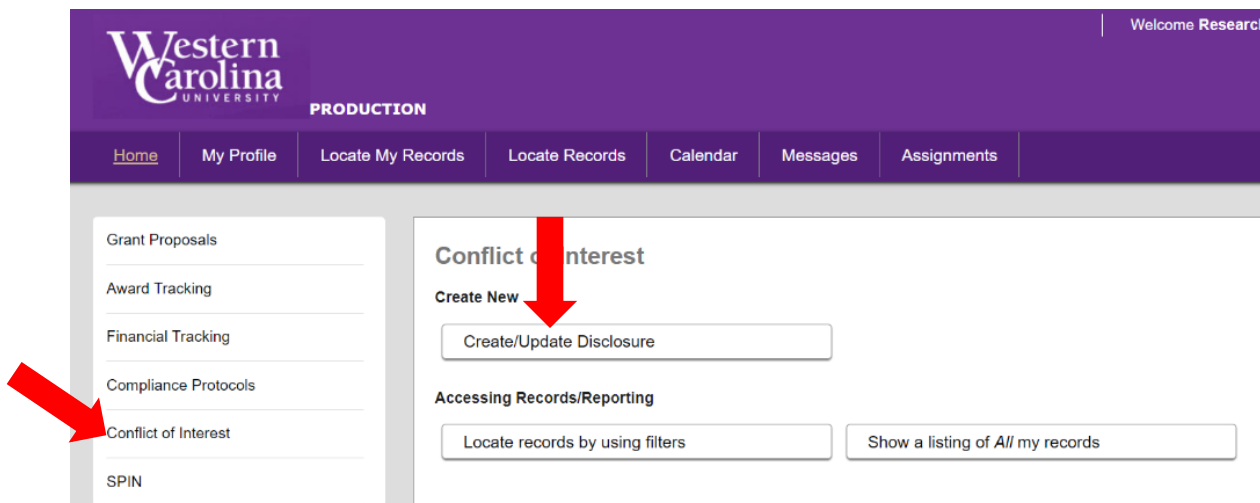 Welcome Research
Western
Carolina
UNIVERSITY
PRODUCTION
Home My Profile Locate My Records Locate Records Calendar Messages Assignments
Grant Proposals
Award Tracking
Financial Tracking
Compliance Protocols
Conflict of Interest
SPIN
Conflict of Interest
Create New
Create/Update Disclosure
Accessing Records/Reporting
Locate records by using filters Show a listing of All my records